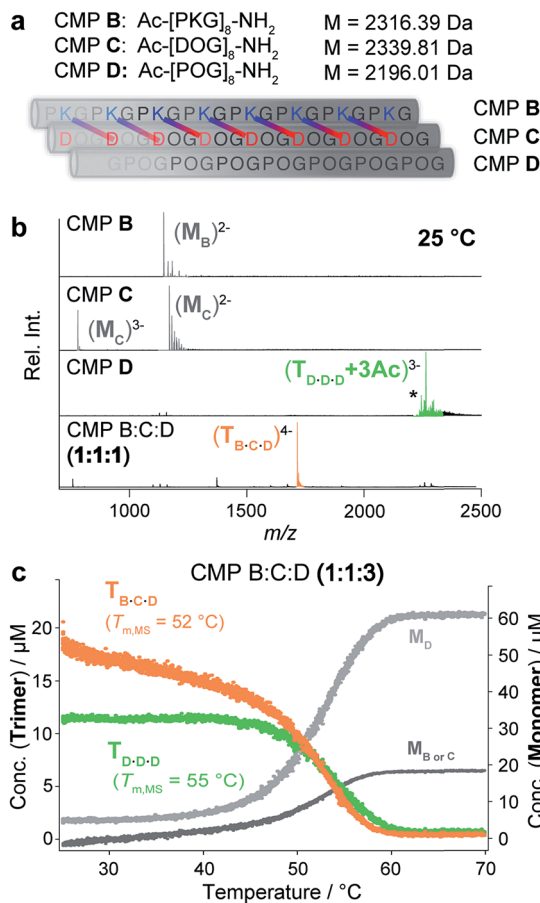 a
CMP B: Ac-[PKG]8-NH2 M = 2316.39 Da
CMP C: Ac-[DOG]8-NH2 M = 2339.81 Da
CMP D: Ac-[POG]8-NH2 M = 2196.01 Da
PKGPKGPKGPKGPKGPKGPKGPKG CMP B
DOGDOGDOGDOGDOGDOGDOGDOG CMP C
GPOGPOGPOGPOGPOGPOGPOG CMP D
b
CMP B (MB)2- 25 °C
CMP C (MC)3- (MC)2-
CMP D (TD·D·D+3Ac)3-
*
CMP B:C:D (TB·C·D)4-
(1:1:1)
Rel. Int.
1000 1500 2000 2500
m/z
c CMP B:C:D (1:1:3)
TB·C·D
(Tm,MS = 52 °C)
MD
TD·D·D
(Tm,MS = 55 °C)
MB or C
Conc. (Trimer) / µM
20
15
10
5
0
Conc. (Monomer) / µM
60
50
40
30
20
10
0
30 40 50 60 70
Temperature / °C